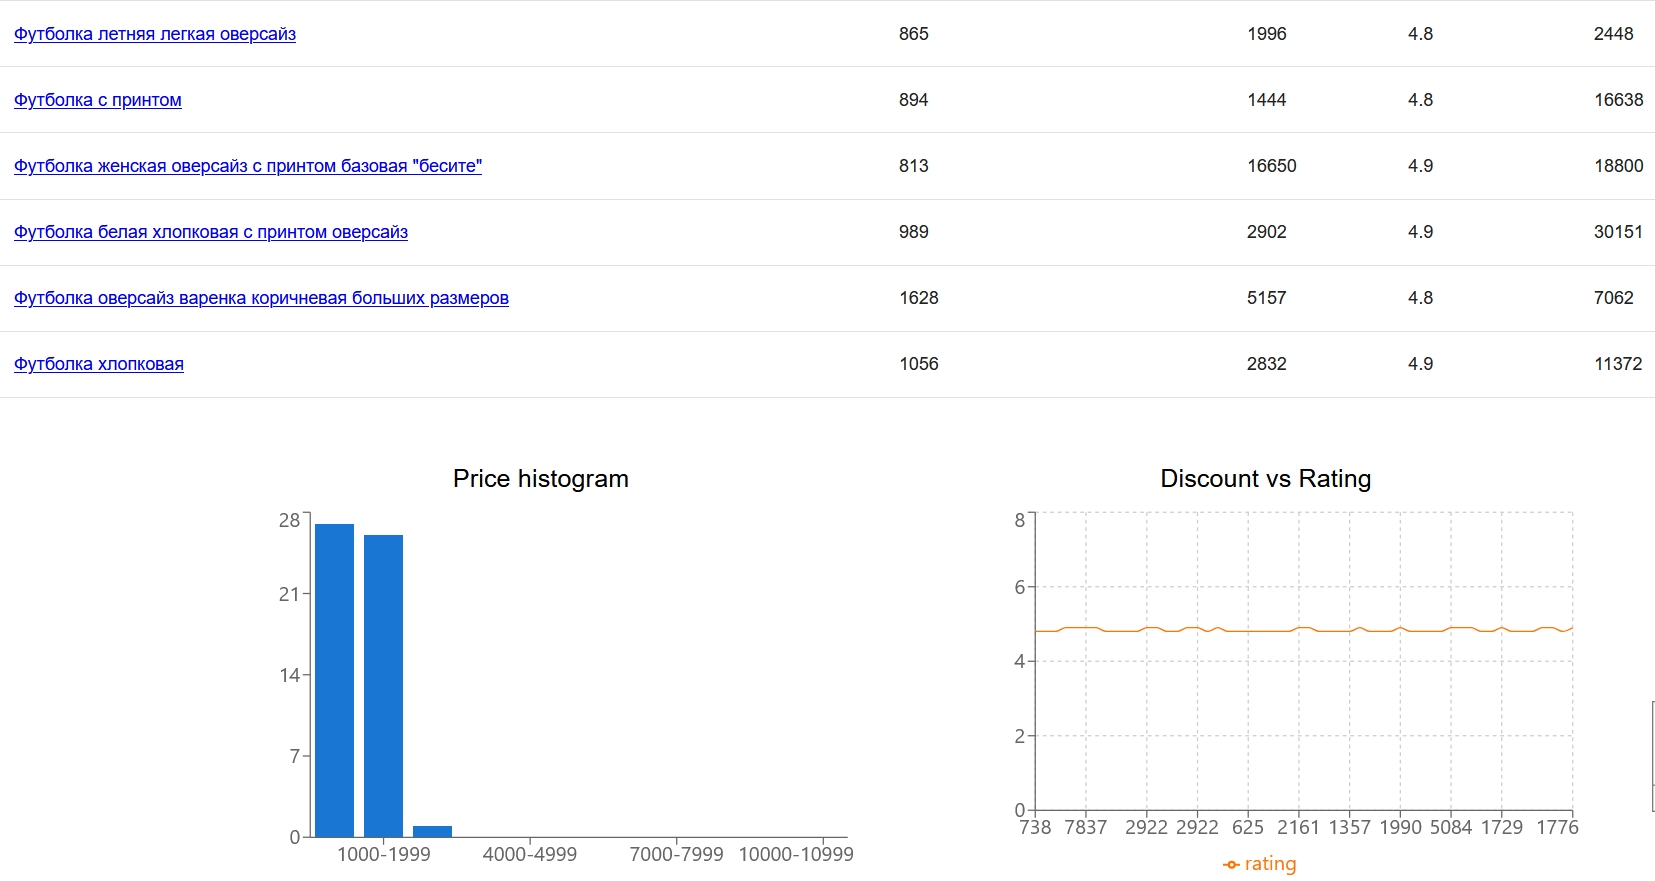 Футболка летняя легкая оверсайз 865 1996 4.8 2448
Футболка с принтом 894 1444 4.8 16638
Футболка женская оверсайз с принтом базовая "бесите" 813 16650 4.9 18800
Футболка белая хлопковая с принтом оверсайз 989 2902 4.9 30151
Футболка оверсайз варенка коричневая больших размеров 1628 5157 4.8 7062
Футболка хлопковая 1056 2832 4.9 11372
Price histogram
28
21
14
7
0
1000-1999 4000-4999 7000-7999 10000-10999
Discount vs Rating
8
6
4
2
0
738 7837 2922 2922 625 2161 1357 1990 5084 1729 1776
rating